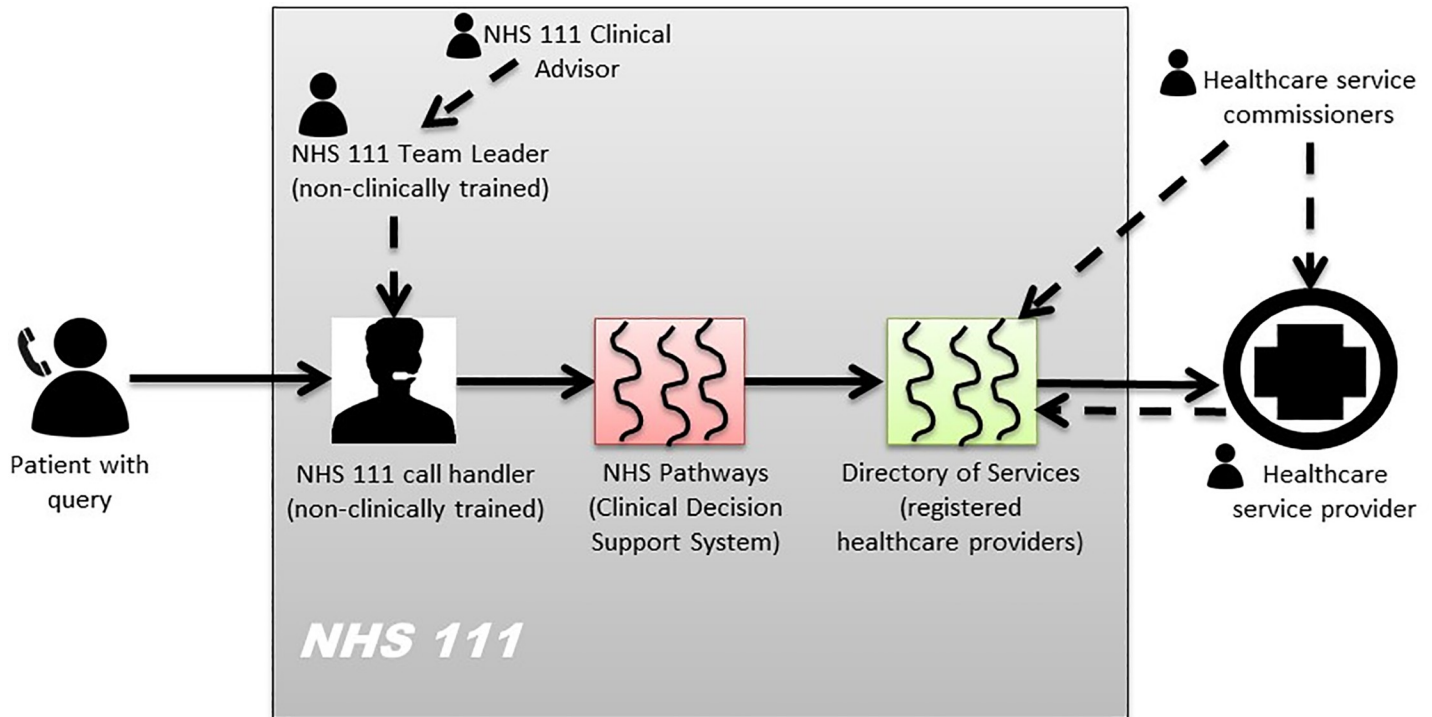 NHS 111 Clinical
Advisor
NHS 111 Team Leader
(non-clinically trained)
Healthcare service
commissioners
Patient with
query
NHS 111 call handler
(non-clinically trained)
NHS Pathways
(Clinical Decision
Support System)
Directory of Services
(registered
healthcare providers)
Healthcare
service provider
NHS 111